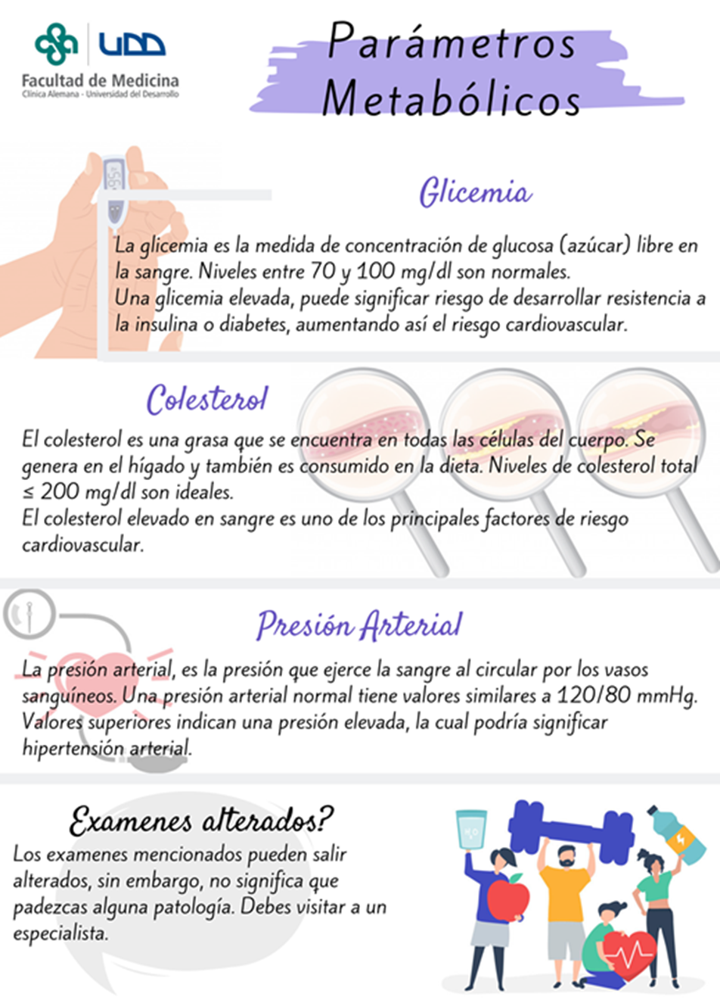 UDD
Facultad de Medicina
Clínica Alemana - Universidad del Desarrollo
Parámetros
Metabólicos
Glicemia
La glicemia es la medida de concentración de glucosa (azúcar) libre en
la sangre. Niveles entre 70 y 100 mg/dl son normales.
Una glicemia elevada, puede significar riesgo de desarrollar resistencia a
la insulina o diabetes, aumentando así el riesgo cardiovascular.
Colesterol
El colesterol es una grasa que se encuentra en todas las células del cuerpo. Se
genera en el hígado y también es consumido en la dieta. Niveles de colesterol total
≤ 200 mg/dl son ideales.
El colesterol elevado en sangre es uno de los principales factores de riesgo
cardiovascular.
Presión Arterial
La presión arterial, es la presión que ejerce la sangre al circular por los vasos
sanguíneos. Una presión arterial normal tiene valores similares a 120/80 mmHg.
Valores superiores indican una presión elevada, la cual podría significar
hipertensión arterial.
Examenes alterados?
Los examenes mencionados pueden salir
alterados, sin embargo, no significa que
padezcas alguna patología. Debes visitar a un
especialista.
H₂O